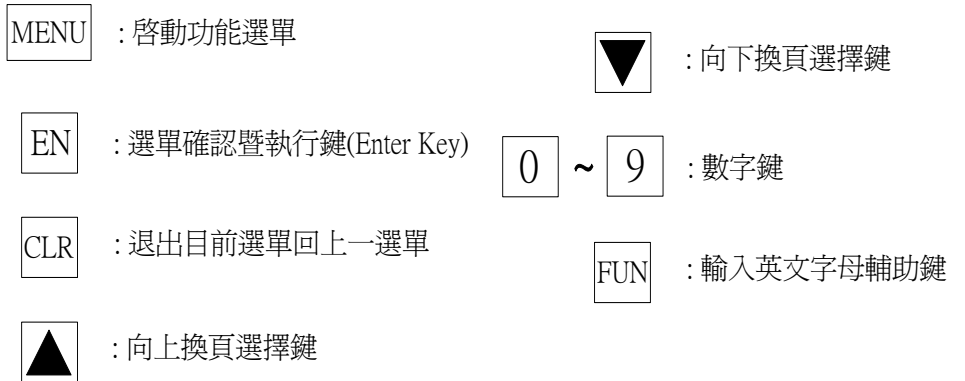 MENU : 啓動功能選單
EN : 選單確認暨執行鍵(Enter Key)
CLR : 退出目前選單回上一選單
▲ : 向上換頁選擇鍵
▼ : 向下換頁選擇鍵
0 ~ 9 : 數字鍵
FUN : 輸入英文字母輔助鍵